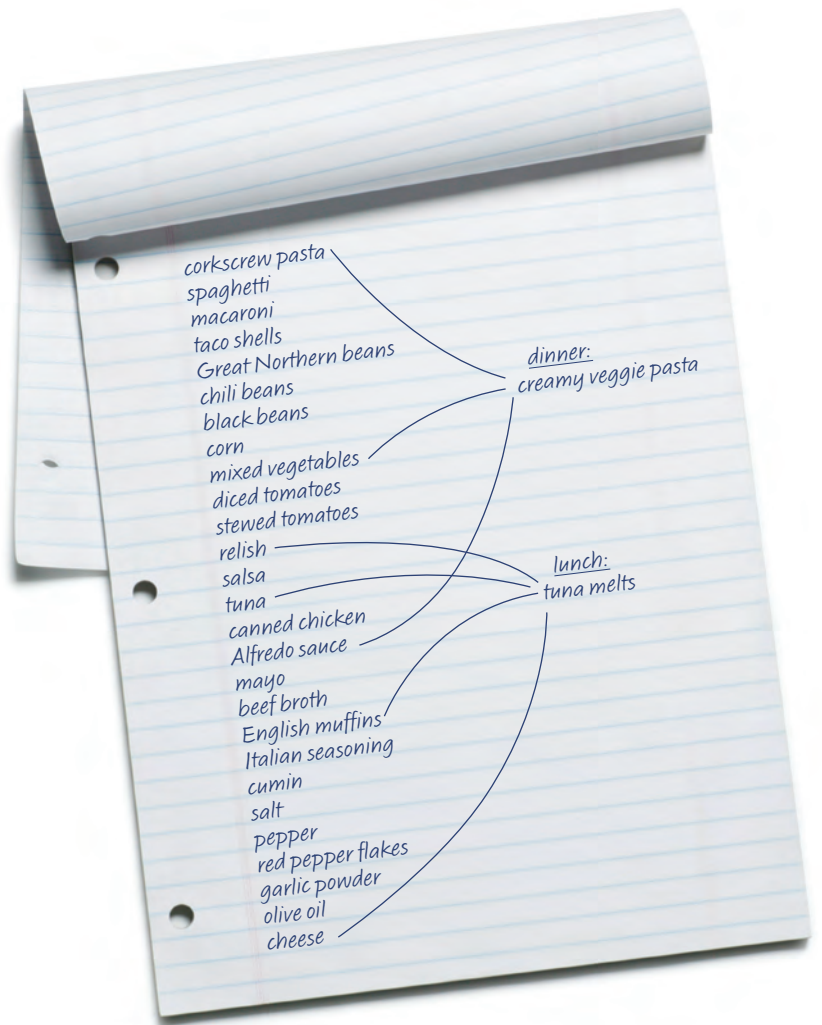 corkscrew pasta
spaghetti
macaroni
taco shells
Great Northern beans
chili beans
black beans
corn
mixed vegetables
diced tomatoes
stewed tomatoes
relish
salsa
tuna
canned chicken
Alfredo sauce
mayo
beef broth
English muffins
Italian seasoning
cumin
salt
pepper
red pepper flakes
garlic powder
olive oil
cheese
dinner:
creamy veggie pasta
lunch:
tuna melts